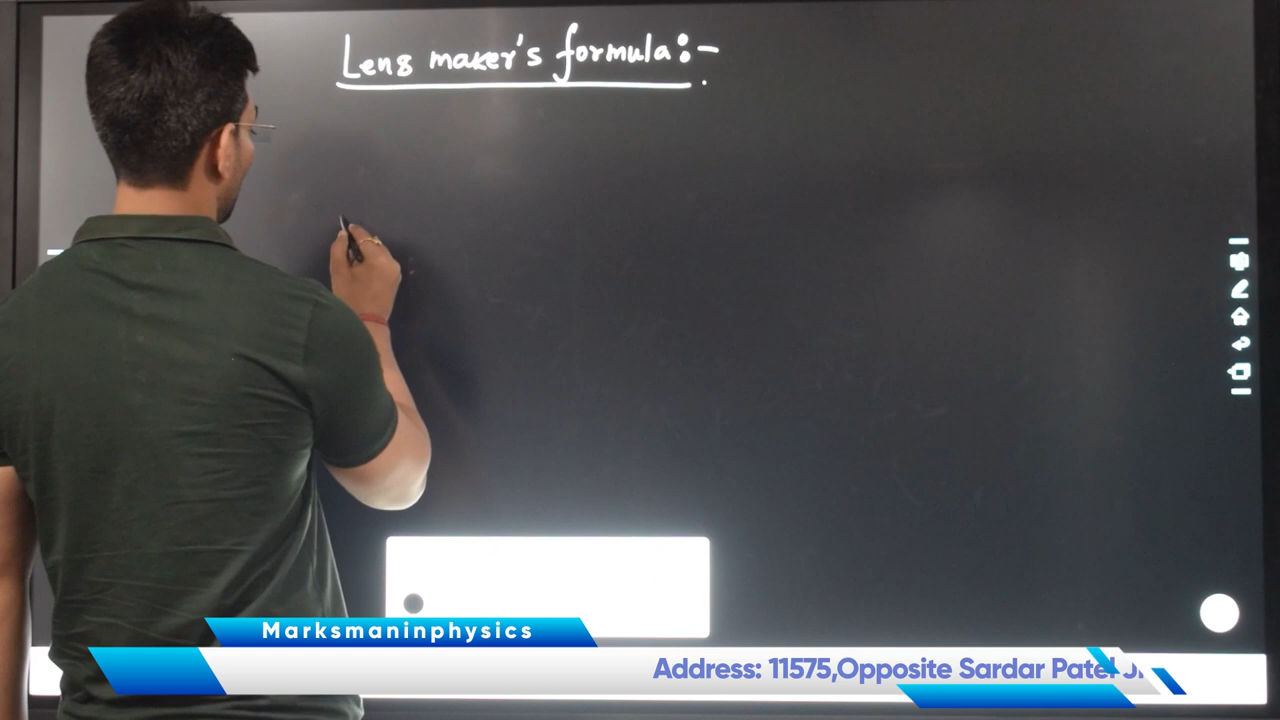 Lens maker's formula:-
Marksmaninphysics
Address: 11575,Opposite Sardar Patel